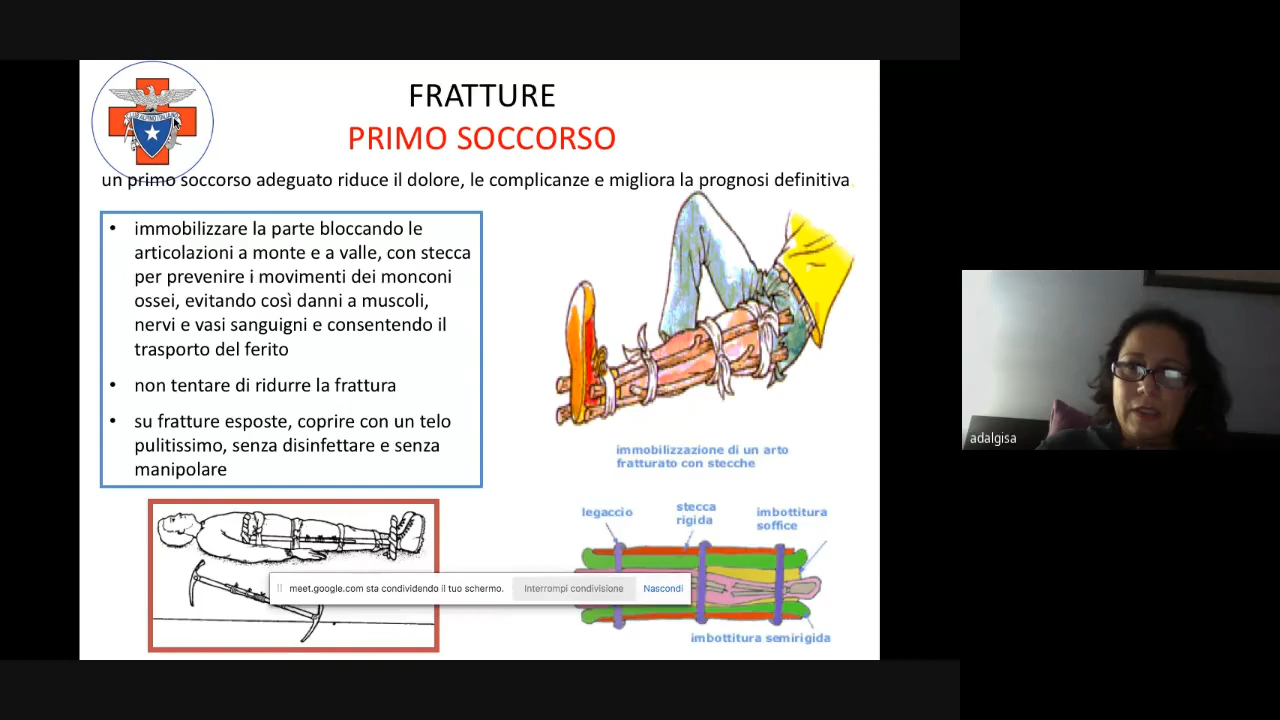 FRATTURE
PRIMO SOCCORSO
un primo soccorso adeguato riduce il dolore, le complicanze e migliora la prognosi definitiva.
• immobilizzare la parte bloccando le
articolazioni a monte e a valle, con stecca
per prevenire i movimenti dei monconi
ossei, evitando così danni a muscoli,
nervi e vasi sanguigni e consentendo il
trasporto del ferito
• non tentare di ridurre la frattura
• su fratture esposte, coprire con un telo
pulitissimo, senza disinfettare e senza
manipolare
immobilizzazione di un arto
fratturato con stecche
legaccio
stecca
rigida
imbottitura
soffice
imbottitura semirigida
meet.google.com sta condividendo il tuo schermo.
Interrompi condivisione
Nascondi
adalgisa